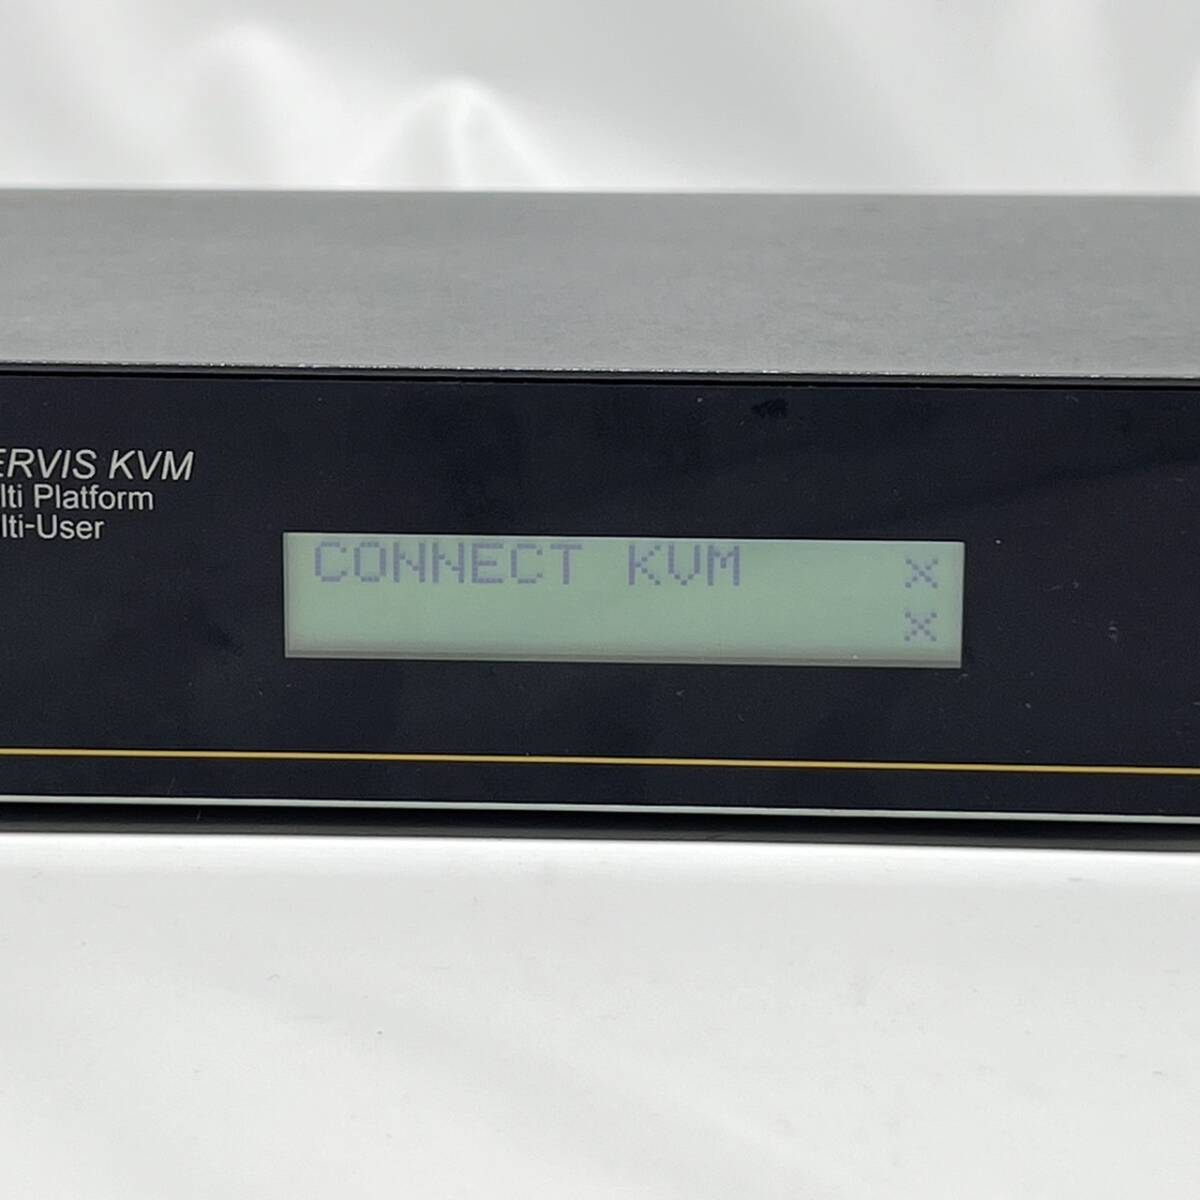 ERVIS KVM
lti Platform
lti-User
CONNECT KVM x
x